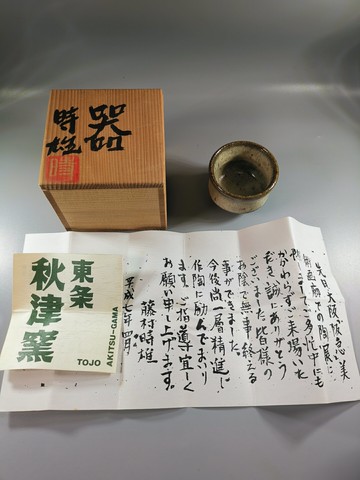 器
時雄
先日、大阪阪急美
術画廊での陶展に
際しましてご多忙中にも
かかわらずご来場いた
だき誠にありがとう
ございました。皆様の
お陰で無事終える
事ができました。
今後尚一層精進に
作陶に励んでまいり
ます。ご指導宜しく
お願い申し上げます。
藤村時雄
平成七年四月
東条
秋津窯
AKITSU-GAMA
TOJO